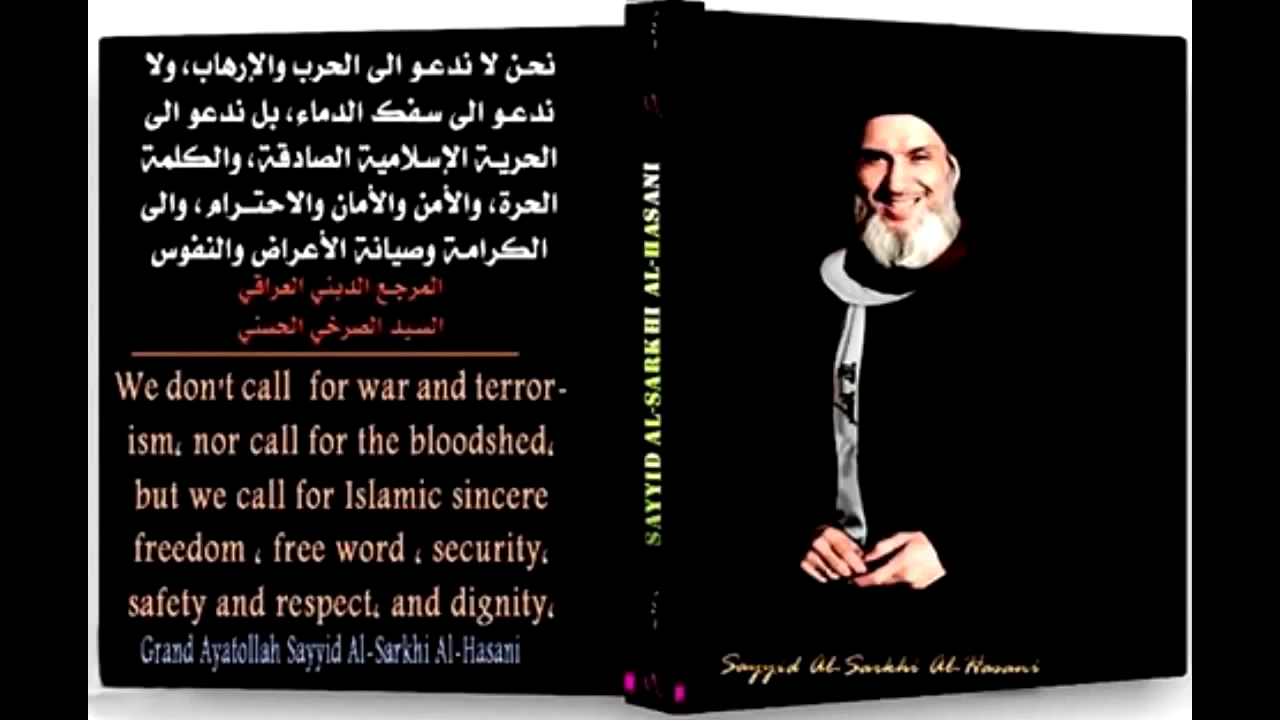 نحن لا ندعو الى الحرب والإرهاب، ولا
ندعو الى سفك الدماء، بل ندعو الى
الحرية الإسلامية الصادقة، والكلمة
الحرة، والأمن والأمان والاحترام، والى
الكرامة وصيانة الأعراض والنفوس
المرجع الديني العراقي
السيد الصرخي الحسني
We don't call for war and terror-
ism، nor call for the bloodshed،
but we call for Islamic sincere
freedom ، free word ، security،
safety and respect، and dignity،
Grand Ayatollah Sayyid Al-Sarkhi Al-Hasani
SAYYID AL-SARKHI AL-HASANI
Sayyid Al-Sarkhi Al-Hasani